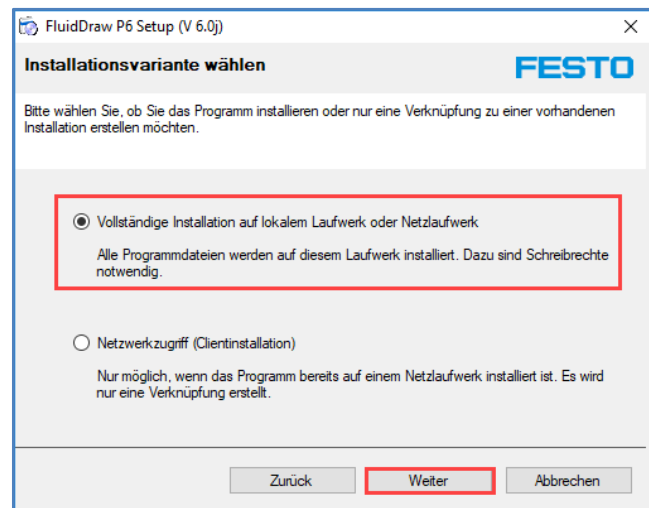 FluidDraw P6 Setup (V 6.0j)
Installationsvariante wählen
FESTO
Bitte wählen Sie, ob Sie das Programm installieren oder nur eine Verknüpfung zu einer vorhandenen
Installation erstellen möchten.
Vollständige Installation auf lokalem Laufwerk oder Netzlaufwerk
Alle Programmdateien werden auf diesem Laufwerk installiert. Dazu sind Schreibrechte
notwendig.
Netzwerkzugriff (Clientinstallation)
Nur möglich, wenn das Programm bereits auf einem Netzlaufwerk installiert ist. Es wird
nur eine Verknüpfung erstellt.
Zurück
Weiter
Abbrechen